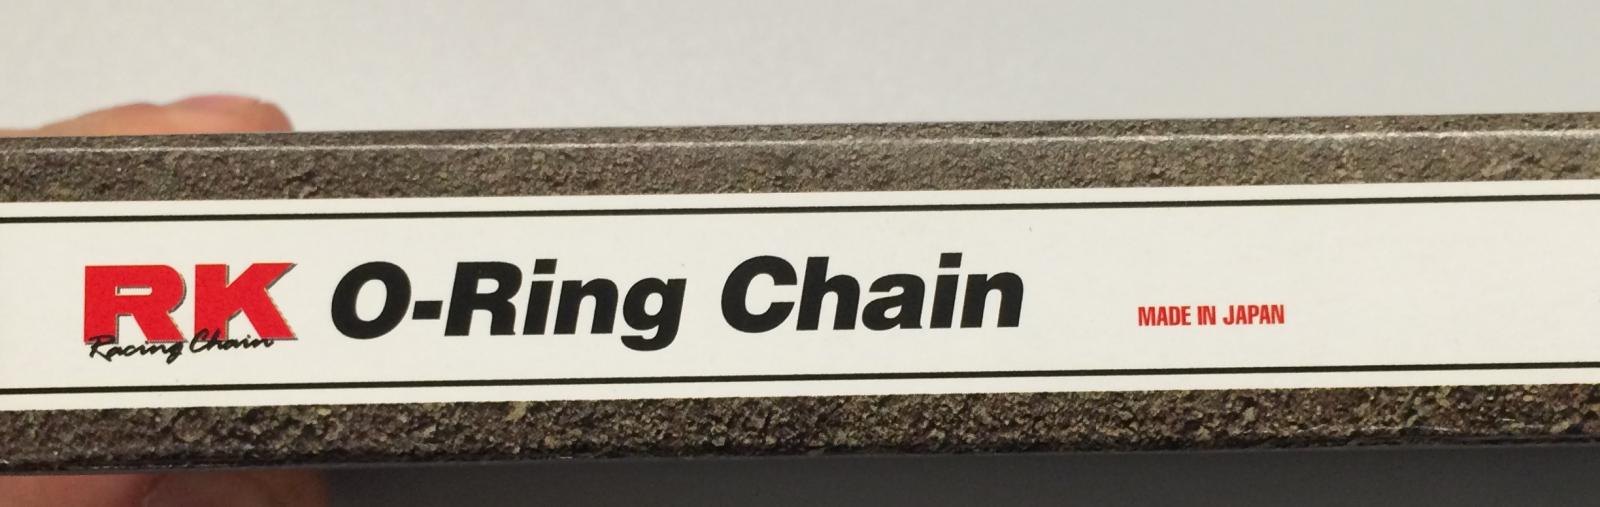 RK O-Ring Chain
Racing Chain
MADE IN JAPAN